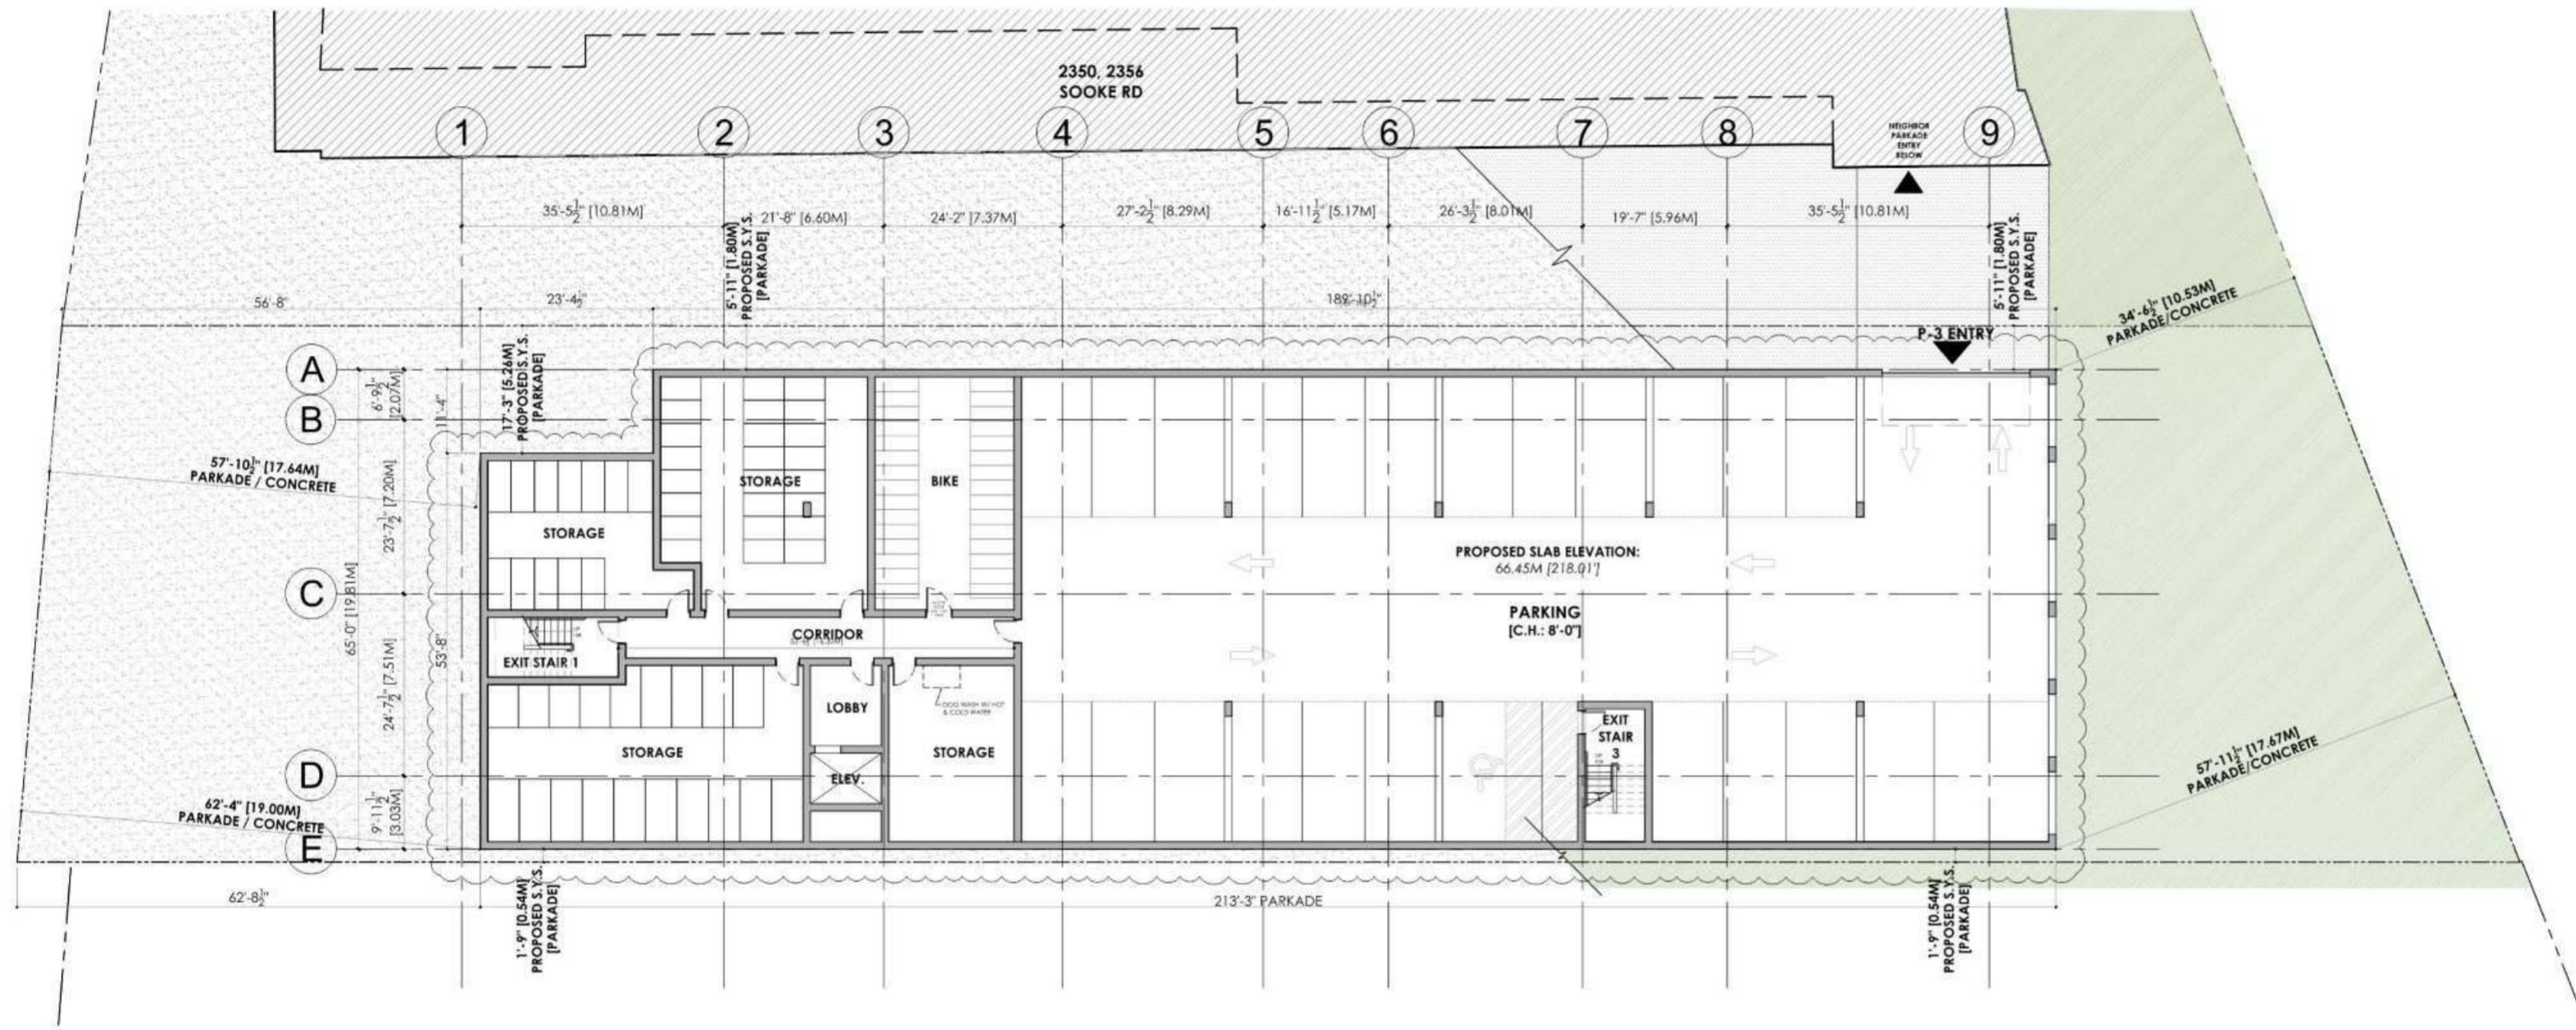 2350, 2356
SOOKE RD
1
2
3
4
5
6
7
8
9
NEIGHBOR
PARKADE
ENTRY
BELOW
35'-5½" [10.81M]
21'-8" [6.60M]
24'-2" [7.37M]
27'-2½" [8.29M]
16'-11½" [5.17M]
26'-3½" [8.01M]
19'-7" [5.96M]
35'-5½" [10.81M]
5'-11" [1.80M]
PROPOSED S.Y.S.
[PARKADE]
5'-11" [1.80M]
PROPOSED S.Y.S.
[PARKADE]
56'-8"
23'-4½"
189'-10½"
34'-6½" [10.53M]
PARKADE/CONCRETE
P-3 ENTRY
17'-3" [5.26M]
PROPOSED S.Y.S.
[PARKADE]
A
B
C
D
E
6'-9½"
[2.07M]
11'-4"
23'-7½" [7.20M]
65'-0" [19.81M]
53'-8"
24'-7½" [7.51M]
9'-11½"
[3.03M]
57'-10½" [17.64M]
PARKADE / CONCRETE
62'-4" [19.00M]
PARKADE / CONCRETE
STORAGE
BIKE
STORAGE
PROPOSED SLAB ELEVATION:
66.45M [218.01']
PARKING
[C.H.: 8'-0"]
CORRIDOR
EXIT STAIR 1
LOBBY
DOG WASH W/ HOT
& COLD WATER
STORAGE
STORAGE
ELEV.
EXIT
STAIR
3
57'-11½" [17.67M]
PARKADE/CONCRETE
62'-8½"
1'-9" [0.54M]
PROPOSED S.Y.S.
[PARKADE]
213'-3" PARKADE
1'-9" [0.54M]
PROPOSED S.Y.S.
[PARKADE]